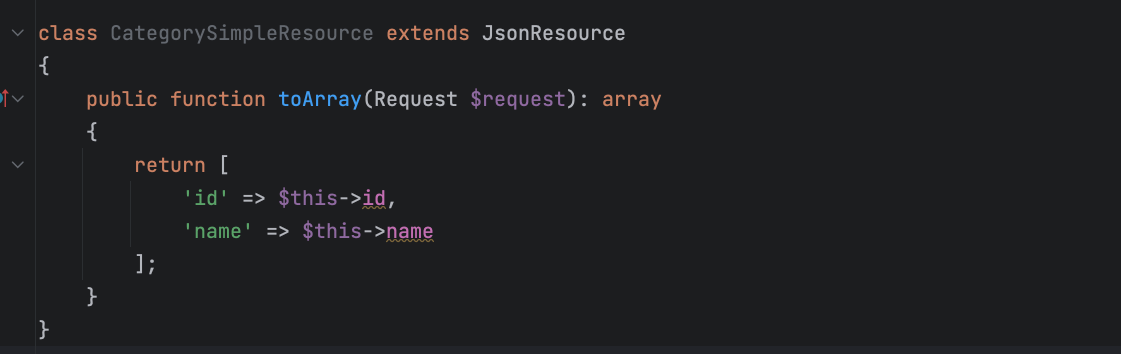 class CategorySimpleResource extends JsonResource
{
    public function toArray(Request $request): array
    {
        return [
            'id' => $this->id,
            'name' => $this->name
        ];
    }
}